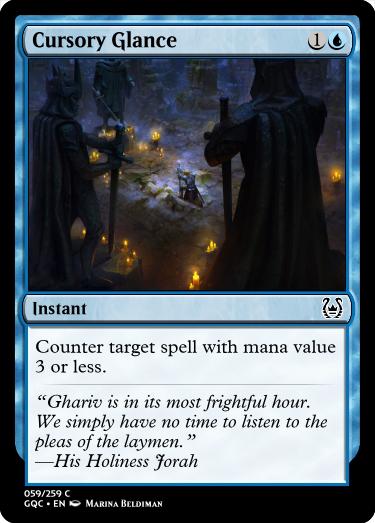 Cursory Glance 1
Instant
Counter target spell with mana value
3 or less.
“Ghariv is in its most frightful hour.
We simply have no time to listen to the
pleas of the laymen.”
—His Holiness Jorah
059/259 C
GQC • EN Marina Beldiman